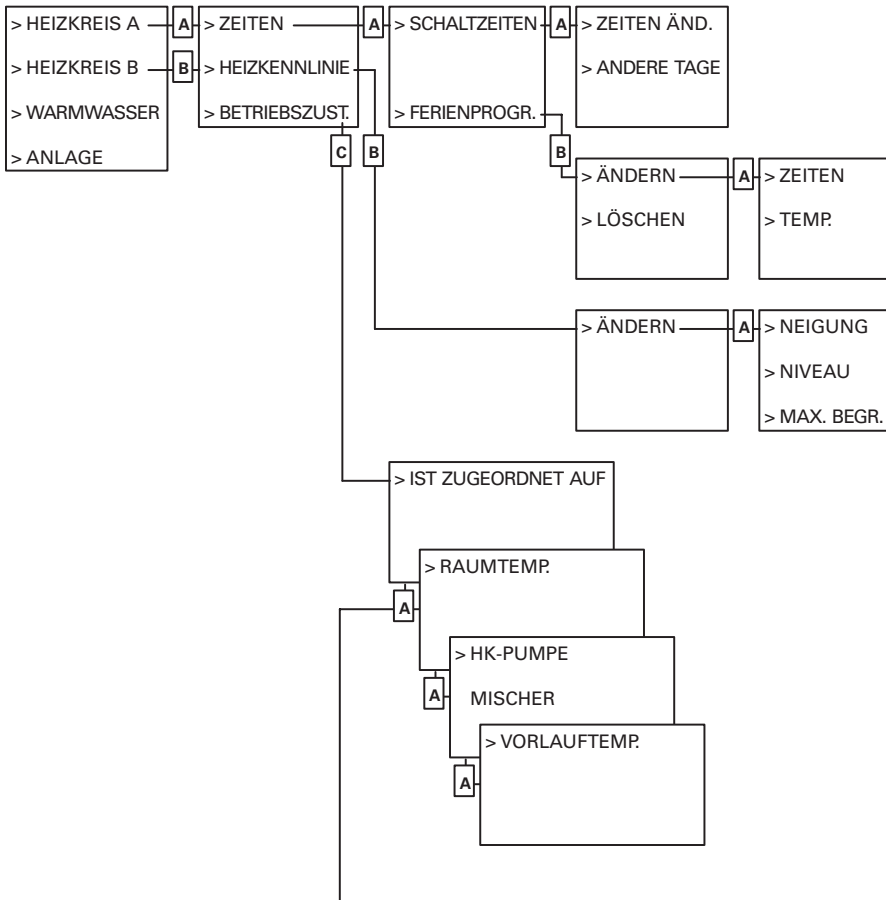 > HEIZKREIS A
A
> ZEITEN
A
> SCHALTZEITEN
A
> ZEITEN ÄND.
> HEIZKREIS B
B
> HEIZKENNLINIE
> ANDERE TAGE
> WARMWASSER
> BETRIEBSZUST.
> FERIENPROGR.
> ANLAGE
C
B
B
> ÄNDERN
A
> ZEITEN
> LÖSCHEN
> TEMP.
> ÄNDERN
A
> NEIGUNG
> NIVEAU
> MAX. BEGR.
> IST ZUGEORDNET AUF
> RAUMTEMP.
A
> HK-PUMPE
A
MISCHER
> VORLAUFTEMP.
A